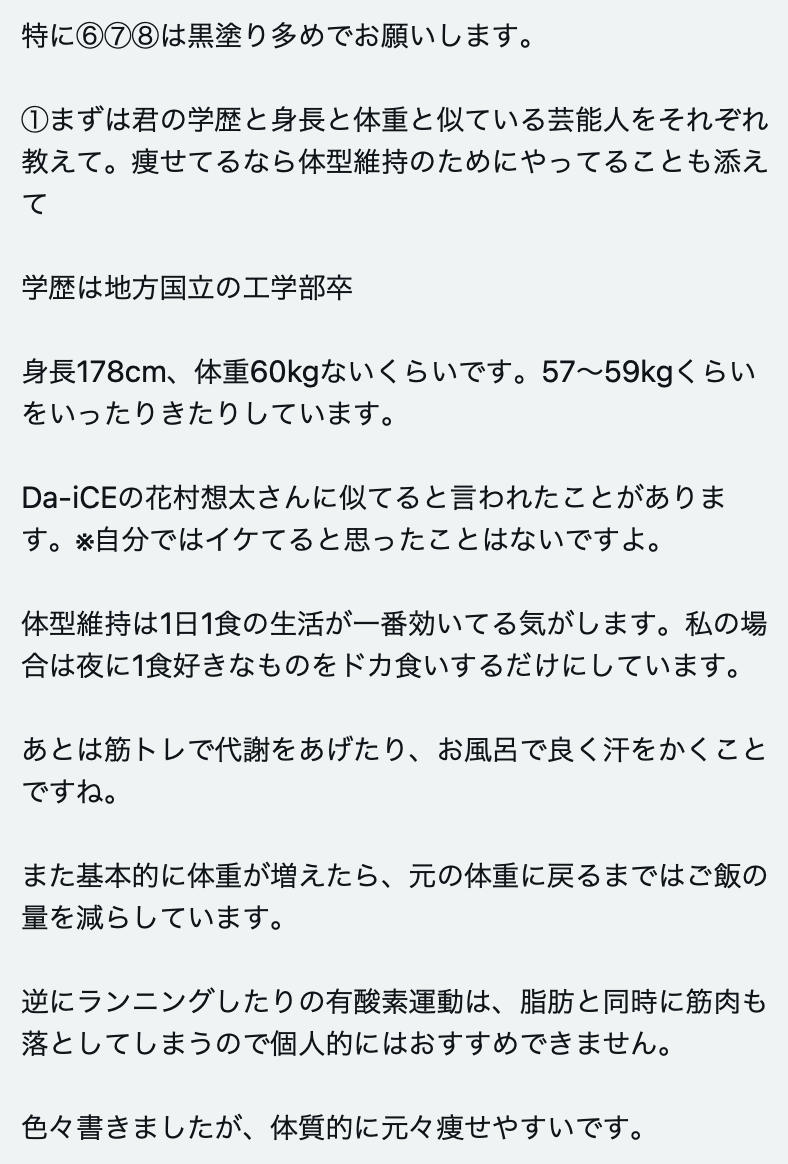 特に⑥⑦⑧は黒塗り多めでお願いします。
①まずは君の学歴と身長と体重と似ている芸能人をそれぞれ
教えて。痩せてるなら体型維持のためにやってることも添え
て
学歴は地方国立の工学部卒
身長178cm、体重60kgないくらいです。57〜59kgくらい
をいったりきたりしています。
Da-iCEの花村想太さんに似てると言われたことがありま
す。※自分ではイケてると思ったことはないですよ。
体型維持は1日1食の生活が一番効いてる気がします。私の場
合は夜に1食好きなものをドカ食いするだけにしています。
あとは筋トレで代謝をあげたり、お風呂で良く汗をかくこと
ですね。
また基本的に体重が増えたら、元の体重に戻るまではご飯の
量を減らしています。
逆にランニングしたりの有酸素運動は、脂肪と同時に筋肉も
落としてしまうので個人的にはおすすめできません。
色々書きましたが、体質的に元々痩せやすいです。